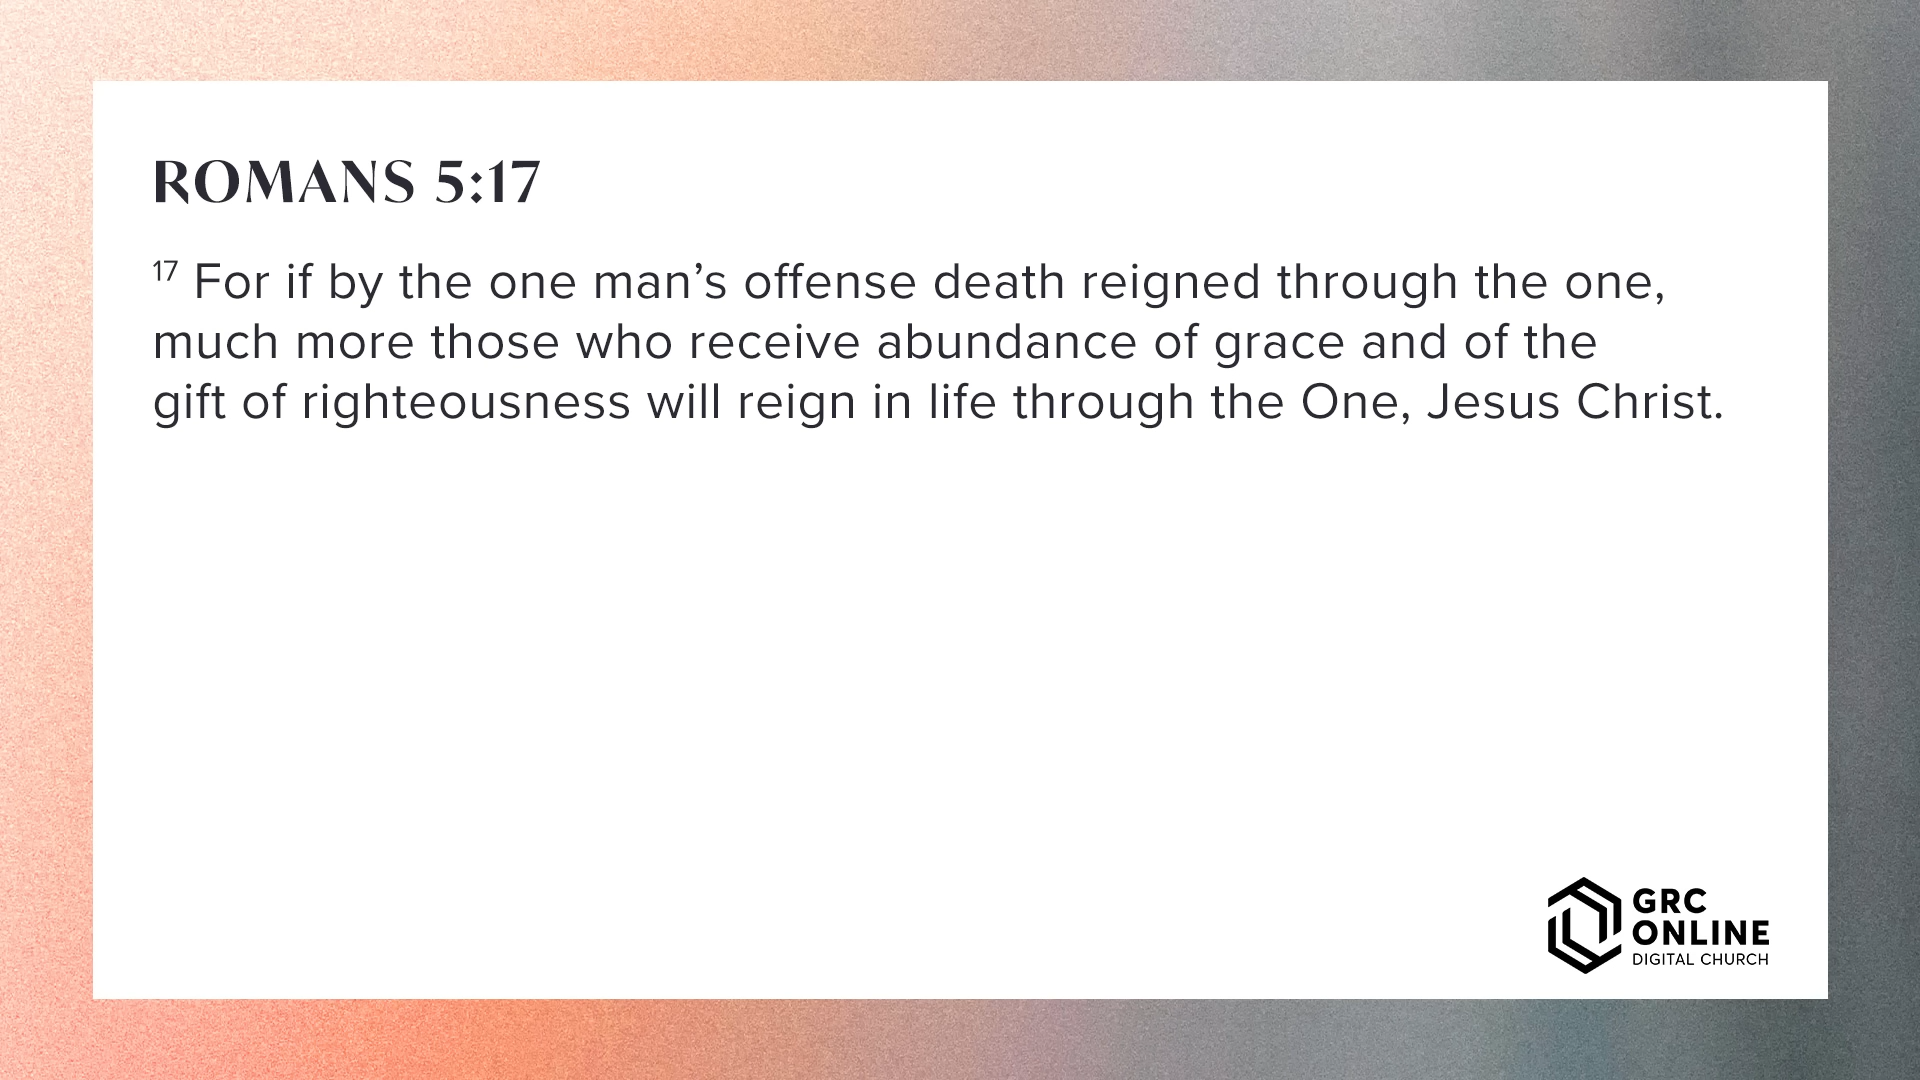 ROMANS 5:17
17 For if by the one man’s offense death reigned through the one,
much more those who receive abundance of grace and of the
gift of righteousness will reign in life through the One, Jesus Christ.
GRC
ONLINE
DIGITAL CHURCH